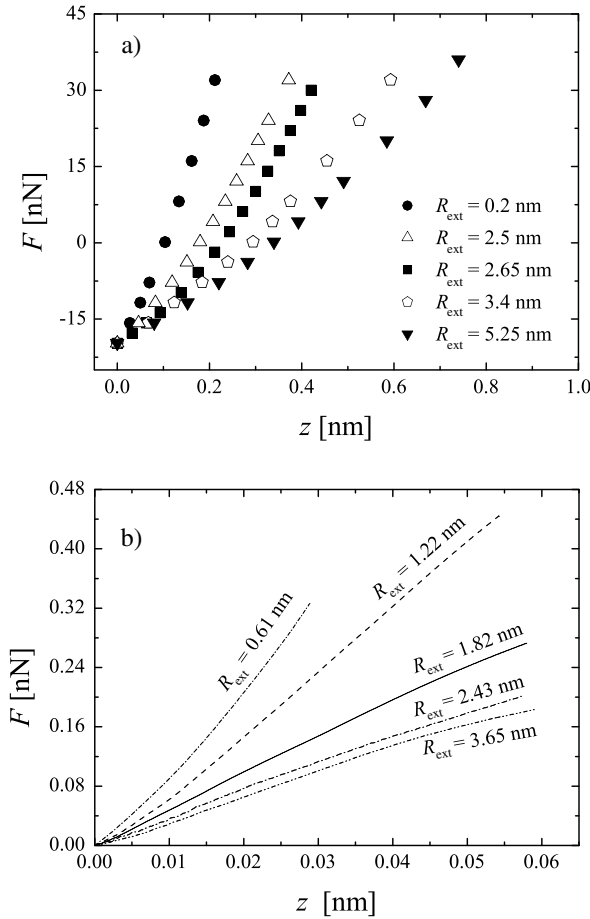 45
a)
30
15
0
-15
F [nN]
R_ext = 0.2 nm
R_ext = 2.5 nm
R_ext = 2.65 nm
R_ext = 3.4 nm
R_ext = 5.25 nm
0.0 0.2 0.4 0.6 0.8 1.0
z [nm]
0.48
b)
0.40
0.32
0.24
0.16
0.08
0.00
F [nN]
R_ext = 0.61 nm
R_ext = 1.22 nm
R_ext = 1.82 nm
R_ext = 2.43 nm
R_ext = 3.65 nm
0.00 0.01 0.02 0.03 0.04 0.05 0.06
z [nm]